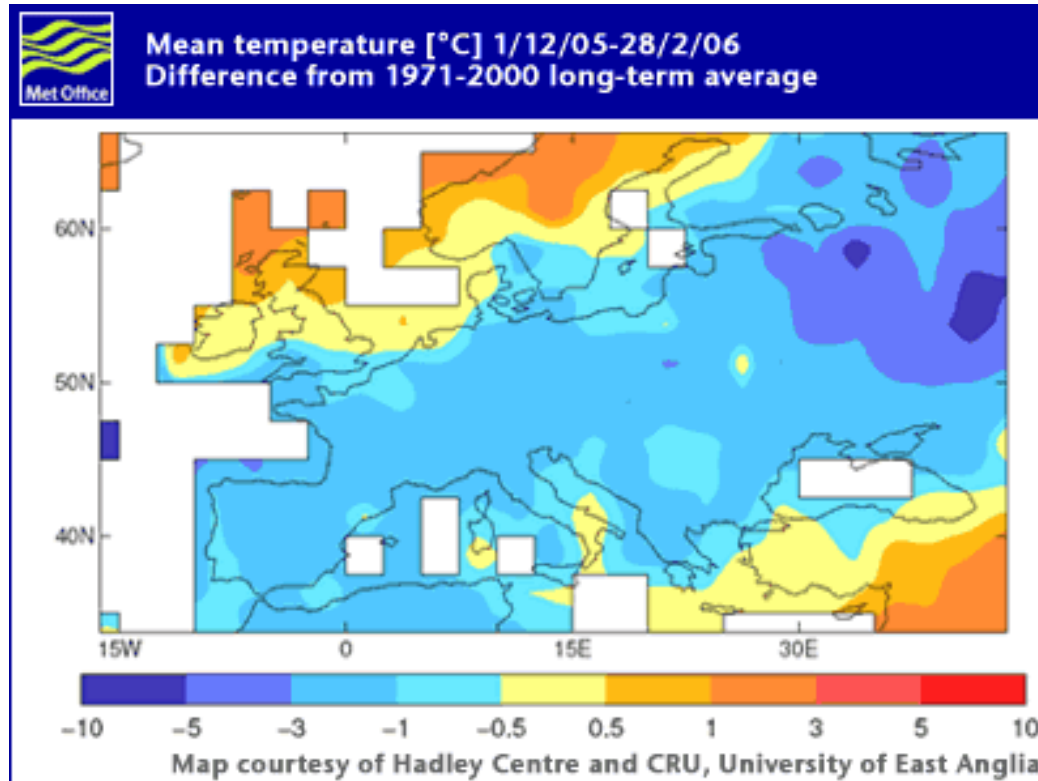 Mean temperature [°C] 1/12/05-28/2/06
Difference from 1971-2000 long-term average
Met Office
60N
50N
40N
15W 0 15E 30E
−10 −5 −3 −1 −0.5 0.5 1 3 5 10
Map courtesy of Hadley Centre and CRU, University of East Anglia